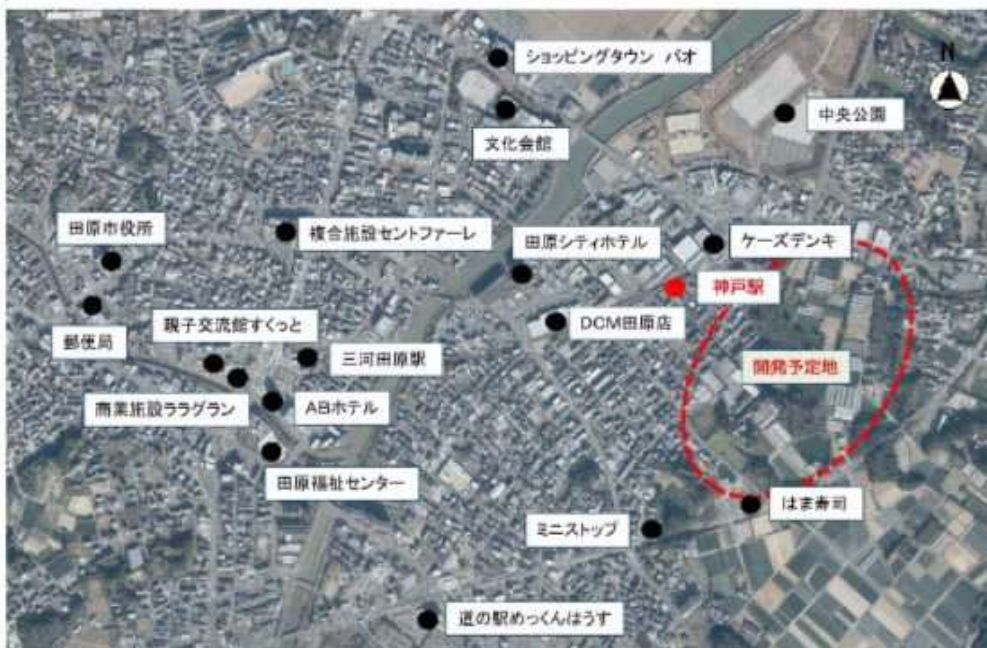 ショッピングタウン パオ
N
中央公園
文化会館
田原市役所
複合施設セントファーレ
田原シティホテル
ケーズデンキ
神戸駅
郵便局
親子交流館すくっと
三河田原駅
DCM田原店
開発予定地
商業施設ララグラン
ABホテル
田原福祉センター
はま寿司
ミニストップ
道の駅めっくんはうす